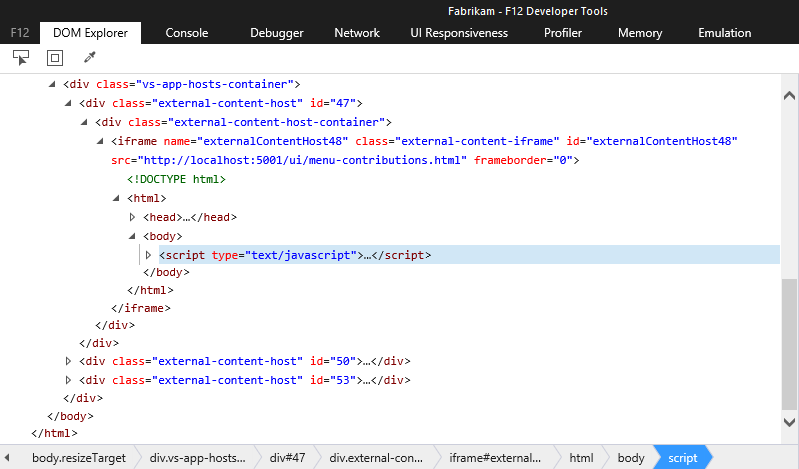 Fabrikam - F12 Developer Tools
F12 DOM Explorer Console Debugger Network UI Responsiveness Profiler Memory Emulation
<div class="vs-app-hosts-container">
<div class="external-content-host" id="47">
<div class="external-content-host-container">
<iframe name="externalContentHost48" class="external-content-iframe" id="externalContentHost48"
src="http://localhost:5001/ui/menu-contributions.html" frameborder="0">
<!DOCTYPE html>
<html>
<head>…</head>
<body>
<script type="text/javascript">…</script>
</body>
</html>
</iframe>
</div>
</div>
<div class="external-content-host" id="50">…</div>
<div class="external-content-host" id="53">…</div>
</div>
</body>
</html>
body.resizeTarget div.vs-app-hosts... div#47 div.external-con... iframe#external... html body script